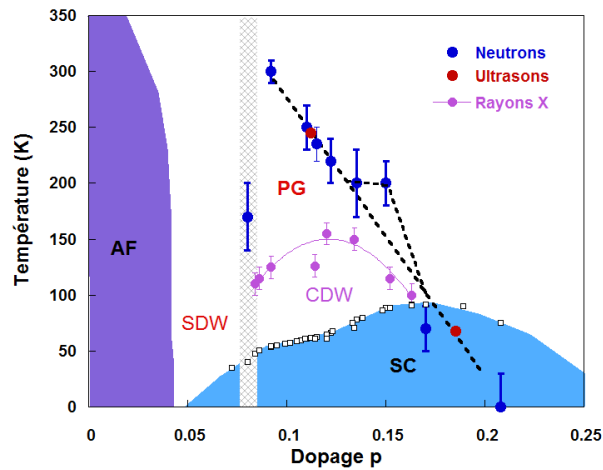 350
300
250
200
150
100
50
0
Température (K)
Neutrons
Ultrasons
Rayons X
PG
AF
SDW
CDW
SC
0
0.05
0.1
0.15
0.2
0.25
Dopage p